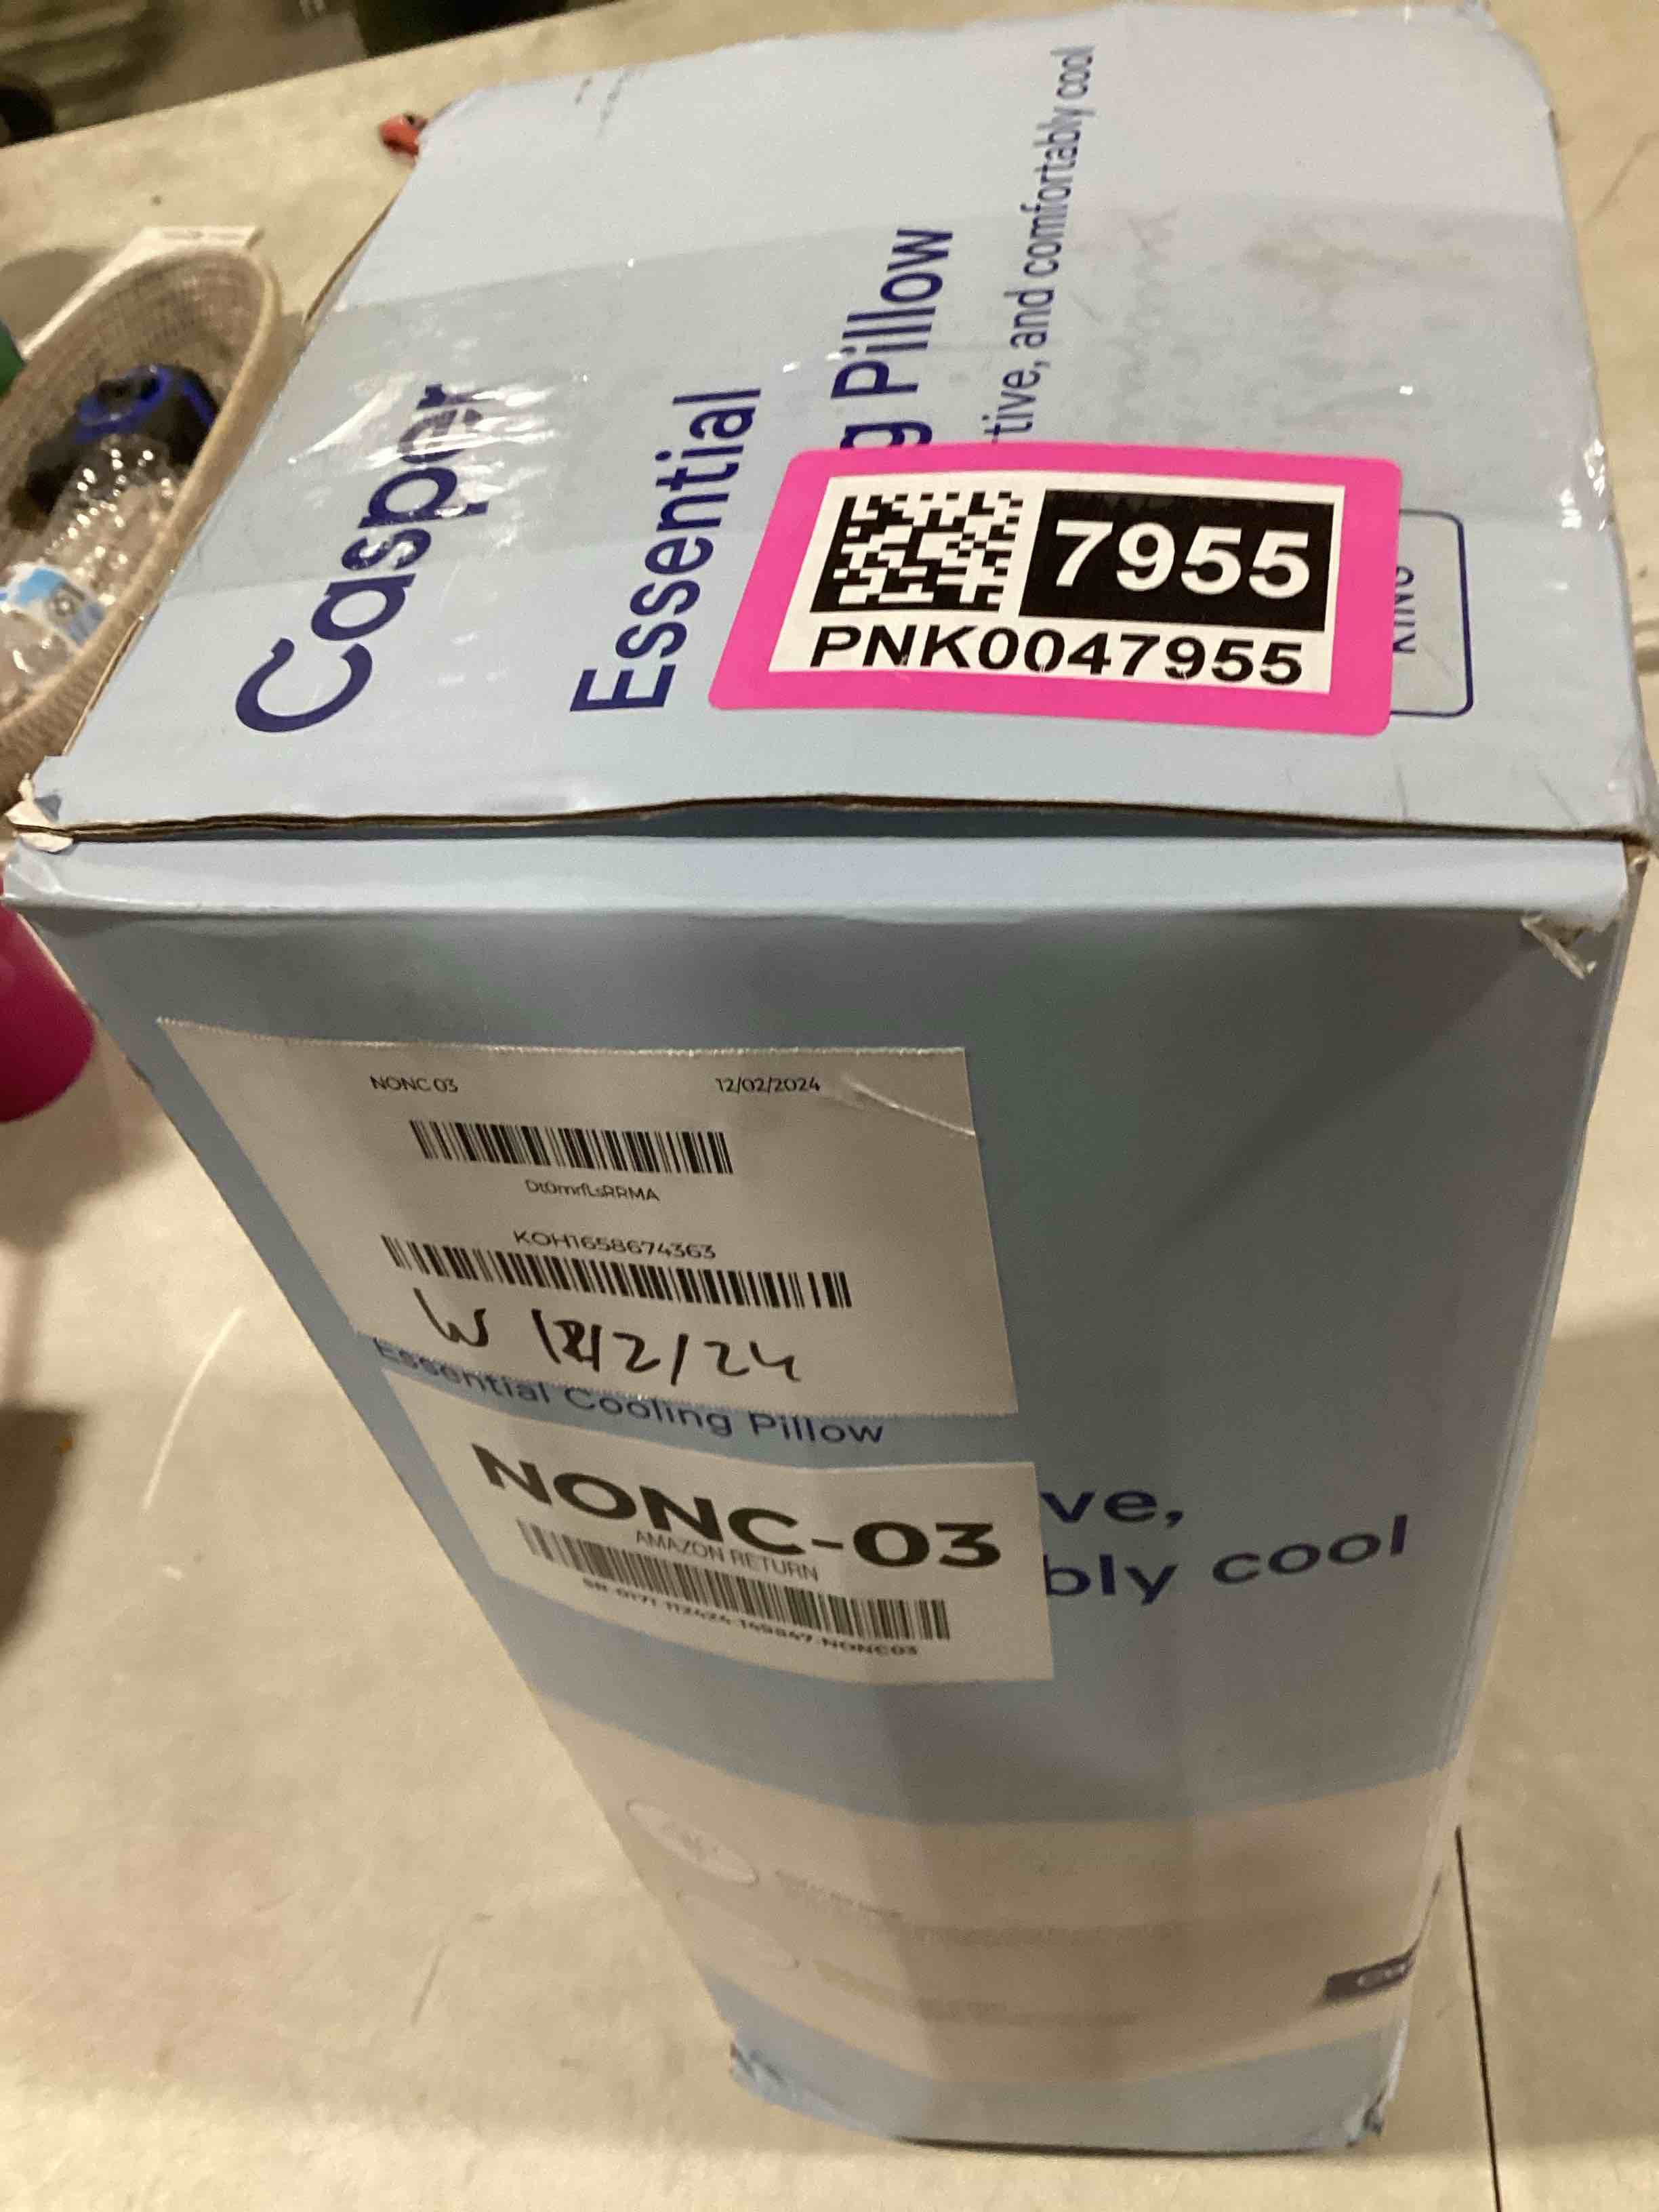 Casper
Essential
g Pillow
tive, and comfortably cool
7955
PNK0047955
KING
NONC 03
12/02/2024
Dt0mrfLsRRMA
KOH1658674363
W 12/2/24
Essential Cooling Pillow
NONC-03
AMAZON RETURN
ve,
bly cool